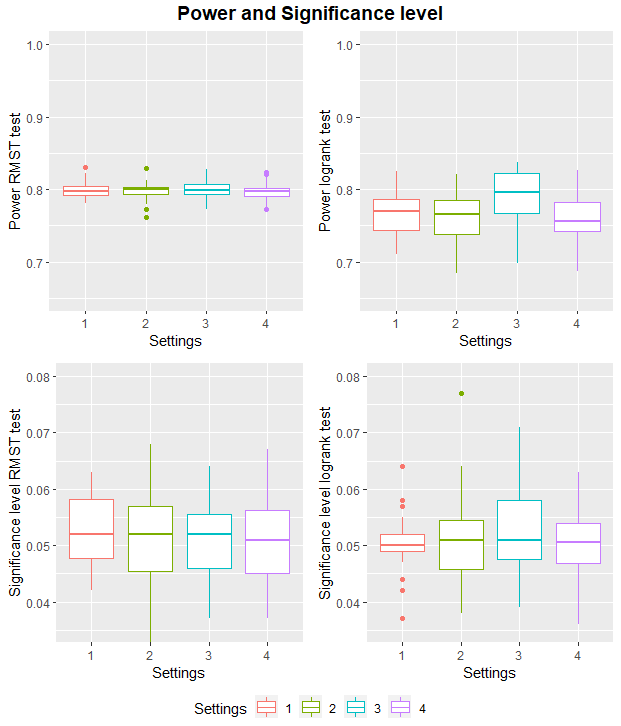 Power and Significance level
Power RMST test
1.0
0.9
0.8
0.7
1 2 3 4
Settings
Power logrank test
1.0
0.9
0.8
0.7
1 2 3 4
Settings
Significance level RMST test
0.08
0.07
0.06
0.05
0.04
1 2 3 4
Settings
Significance level logrank test
0.08
0.07
0.06
0.05
0.04
1 2 3 4
Settings
Settings 1 2 3 4